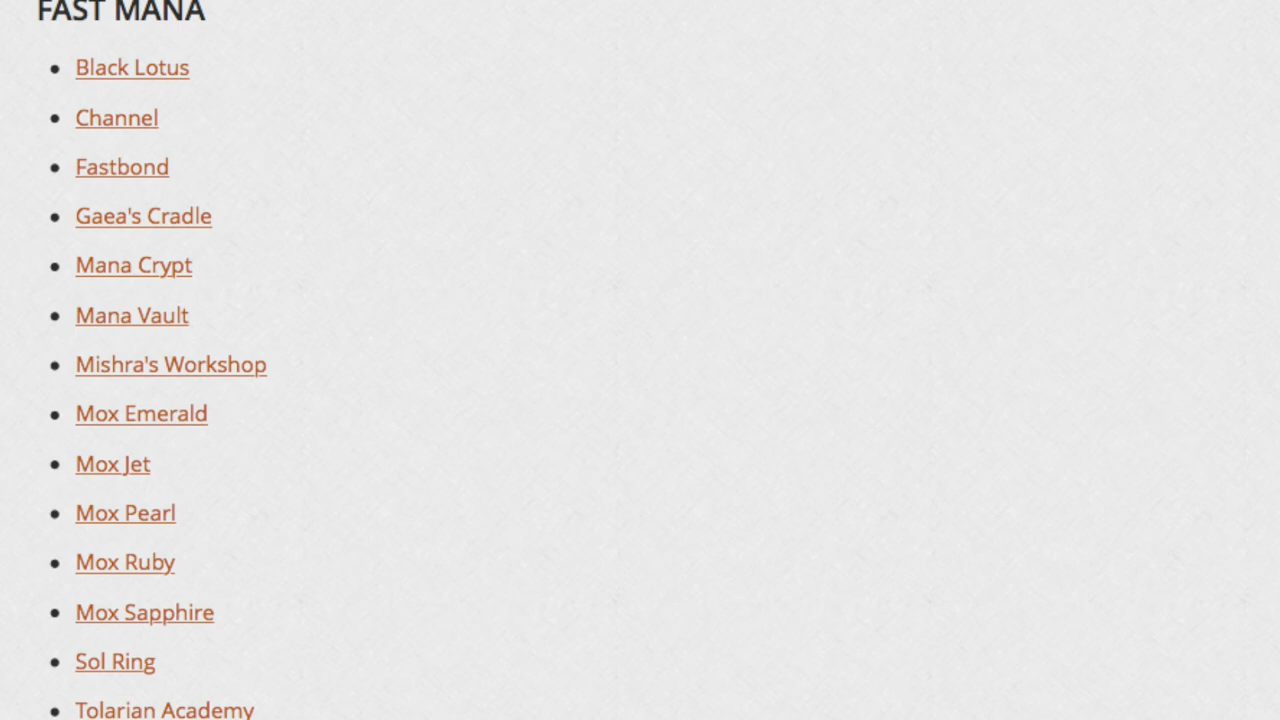 FAST MANA
Black Lotus
Channel
Fastbond
Gaea's Cradle
Mana Crypt
Mana Vault
Mishra's Workshop
Mox Emerald
Mox Jet
Mox Pearl
Mox Ruby
Mox Sapphire
Sol Ring
Tolarian Academy